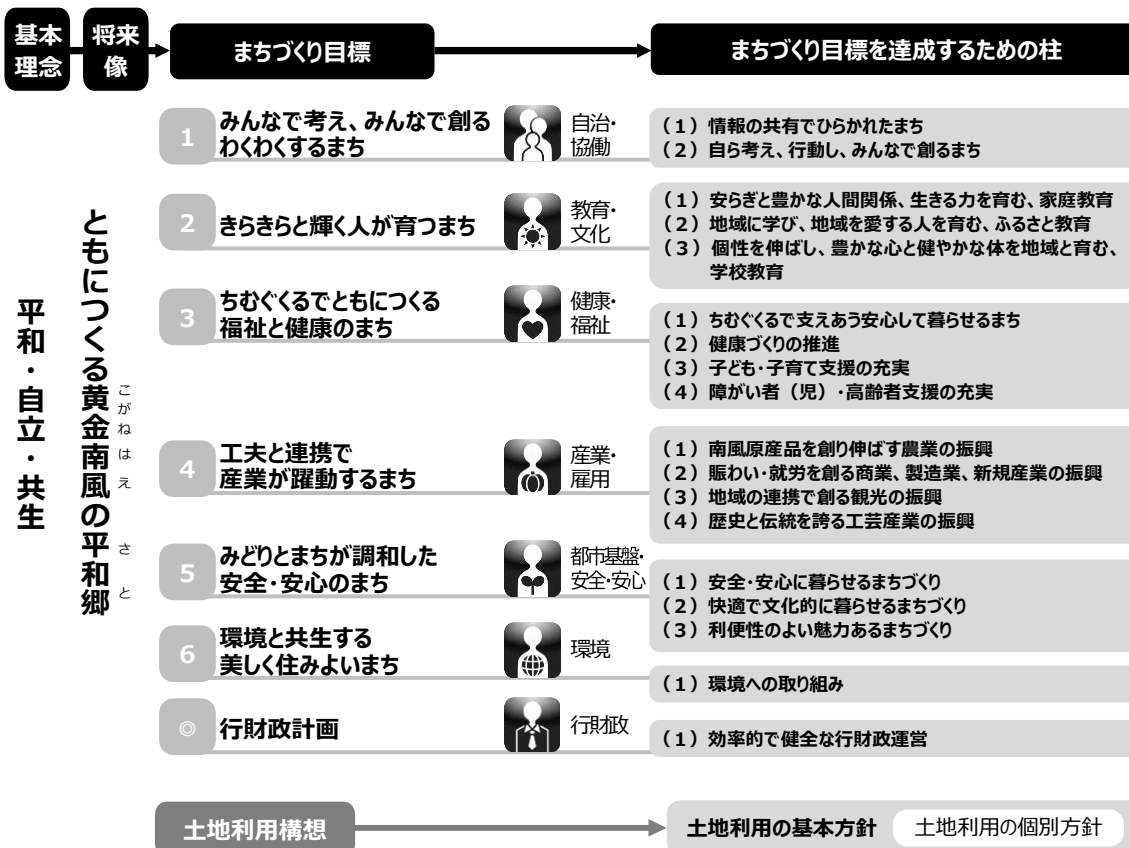 基本
理念
将来
像
まちづくり目標
まちづくり目標を達成するための柱
平和・自立・共生
ともにつくる黄金南風の平和郷
こがねはえ
さと
1
みんなで考え、みんなで創る
わくわくするまち
自治・
協働
（１）情報の共有でひらかれたまち
（２）自ら考え、行動し、みんなで創るまち
2
きらきらと輝く人が育つまち
教育・
文化
（１）安らぎと豊かな人間関係、生きる力を育む、家庭教育
（２）地域に学び、地域を愛する人を育む、ふるさと教育
（３）個性を伸ばし、豊かな心と健やかな体を地域と育む、
学校教育
3
ちむぐくるでともにつくる
福祉と健康のまち
健康・
福祉
（１）ちむぐくるで支えあう安心して暮らせるまち
（２）健康づくりの推進
（３）子ども・子育て支援の充実
（４）障がい者（児）・高齢者支援の充実
4
工夫と連携で
産業が躍動するまち
産業・
雇用
（１）南風原産品を創り伸ばす農業の振興
（２）賑わい・就労を創る商業、製造業、新規産業の振興
（３）地域の連携で創る観光の振興
（４）歴史と伝統を誇る工芸産業の振興
5
みどりとまちが調和した
安全・安心のまち
都市基盤・
安全・安心
（１）安全・安心に暮らせるまちづくり
（２）快適で文化的に暮らせるまちづくり
（３）利便性のよい魅力あるまちづくり
6
環境と共生する
美しく住みよいまち
環境
（１）環境への取り組み
◎
行財政計画
行財政
（１）効率的で健全な行財政運営
土地利用構想
土地利用の基本方針
土地利用の個別方針